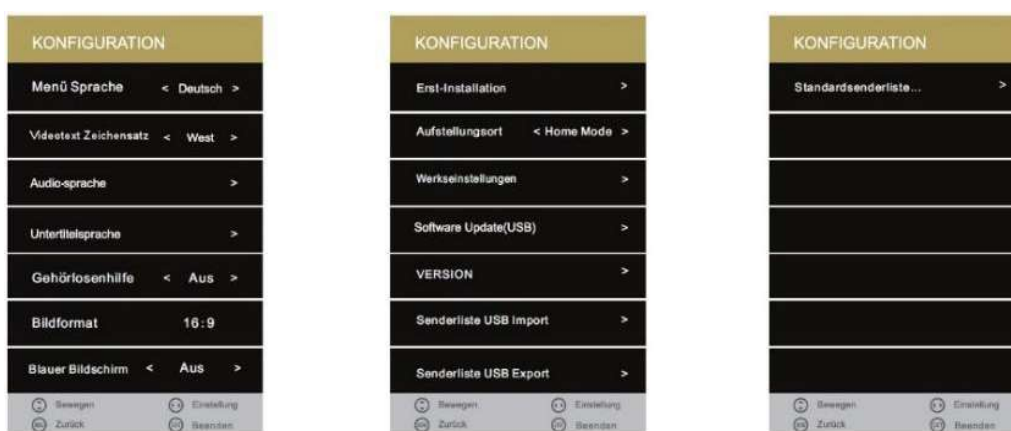 KONFIGURATION
Menü Sprache < Deutsch >
Videotext Zeichensatz < West >
Audio-sprache >
Untertitelsprache >
Gehörlosenhilfe < Aus >
Bildformat 16:9
Blauer Bildschirm < Aus >
Bewegen Einstellung
Zurück Beenden
KONFIGURATION
Erst-Installation >
Aufstellungsort < Home Mode >
Werkseinstellungen >
Software Update(USB) >
VERSION >
Senderliste USB Import >
Senderliste USB Export >
Bewegen Einstellung
Zurück Beenden
KONFIGURATION
Standardsenderliste... >
Bewegen Einstellung
Zurück Beenden